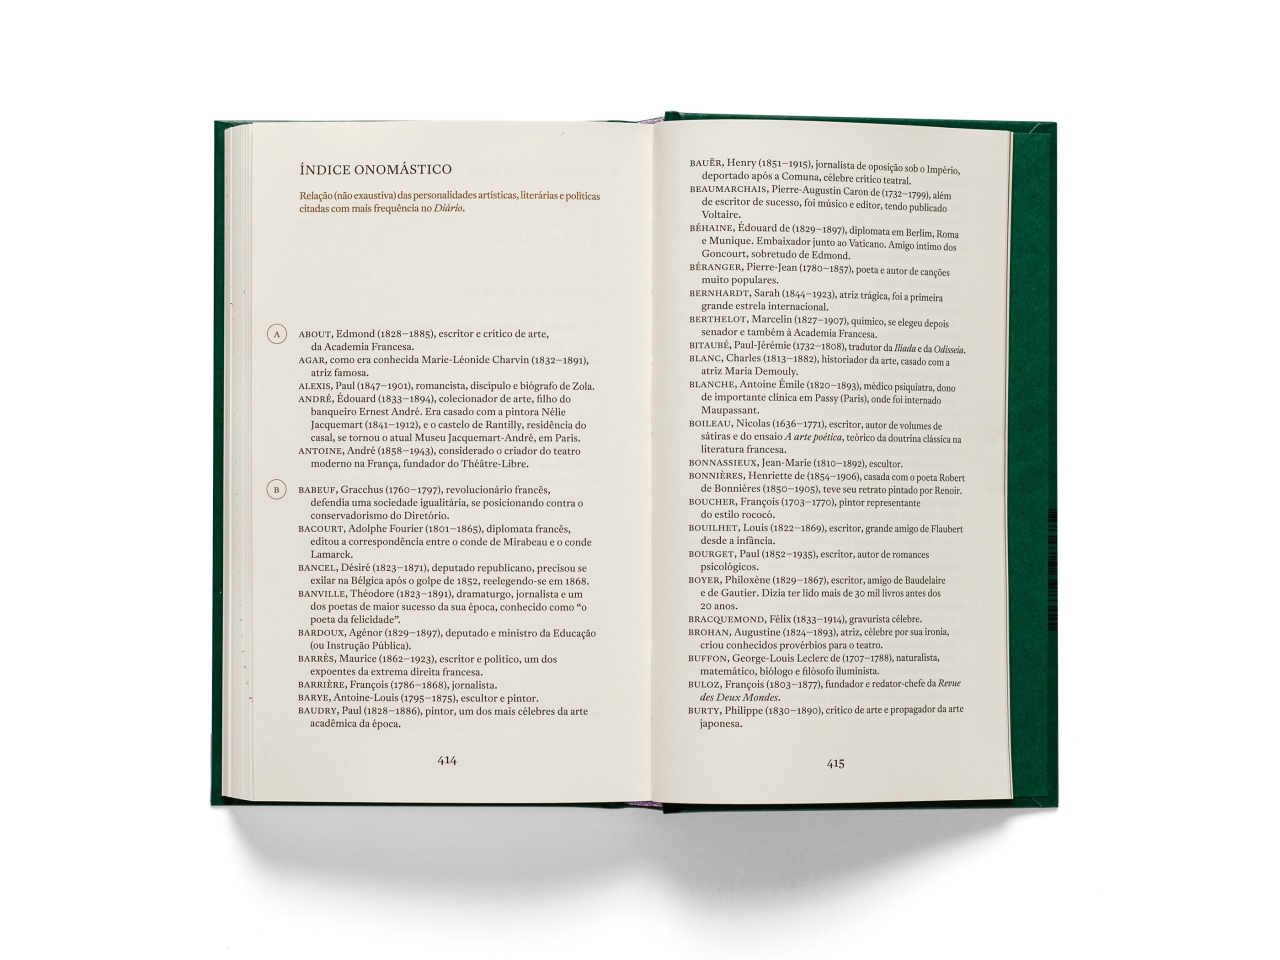 ÍNDICE ONOMÁSTICO
Relação (não exaustiva) das personalidades artísticas, literárias e políticas
citadas com mais frequência no Diário.
A
ABOUT, Edmond (1828–1885), escritor e crítico de arte,
da Academia Francesa.
AGAR, como era conhecida Marie-Léonide Charvin (1832–1891),
atriz famosa.
ALEXIS, Paul (1847–1901), romancista, discípulo e biógrafo de Zola.
ANDRÉ, Édouard (1833–1894), colecionador de arte, filho do
banqueiro Ernest André. Era casado com a pintora Nélie
Jacquemart (1841–1912), e o castelo de Rantilly, residência do
casal, se tornou o atual Museu Jacquemart-André, em Paris.
ANTOINE, André (1858–1943), considerado o criador do teatro
moderno na França, fundador do Théâtre-Libre.
B
BABEUF, Gracchus (1760–1797), revolucionário francês,
defendia uma sociedade igualitária, se posicionando contra o
conservadorismo do Diretório.
BACOURT, Adolphe Fourier (1801–1865), diplomata francês,
editou a correspondência entre o conde de Mirabeau e o conde
Lamarck.
BANCEL, Désiré (1823–1871), deputado republicano, precisou se
exilar na Bélgica após o golpe de 1852, reelegendo-se em 1868.
BANVILLE, Théodore (1823–1891), dramaturgo, jornalista e um
dos poetas de maior sucesso da sua época, conhecido como “o
poeta da felicidade”.
BARDOUX, Agénor (1829–1897), deputado e ministro da Educação
(ou Instrução Pública).
BARRÈS, Maurice (1862–1923), escritor e político, um dos
expoentes da extrema direita francesa.
BARRIÈRE, François (1786–1868), jornalista.
BARYE, Antoine-Louis (1795–1875), escultor e pintor.
BAUDRY, Paul (1828–1886), pintor, um dos mais célebres da arte
acadêmica da época.
414
BAUËR, Henry (1851–1915), jornalista de oposição sob o Império,
deportado após a Comuna, célebre crítico teatral.
BEAUMARCHAIS, Pierre-Augustin Caron de (1732–1799), além
de escritor de sucesso, foi músico e editor, tendo publicado
Voltaire.
BÉHAINE, Édouard de (1829–1897), diplomata em Berlim, Roma
e Munique. Embaixador junto ao Vaticano. Amigo íntimo dos
Goncourt, sobretudo de Edmond.
BÉRANGER, Pierre-Jean (1780–1857), poeta e autor de canções
muito populares.
BERNHARDT, Sarah (1844–1923), atriz trágica, foi a primeira
grande estrela internacional.
BERTHELOT, Marcelin (1827–1907), químico, se elegeu depois
senador e também à Academia Francesa.
BITAUBÉ, Paul-Jérémie (1732–1808), tradutor da Ilíada e da Odisseia.
BLANC, Charles (1813–1882), historiador da arte, casado com a
atriz Maria Demouly.
BLANCHE, Antoine Émile (1820–1893), médico psiquiatra, dono
de importante clínica em Passy (Paris), onde foi internado
Maupassant.
BOILEAU, Nicolas (1636–1771), escritor, autor de volumes de
sátiras e do ensaio A arte poética, teórico da doutrina clássica na
literatura francesa.
BONNASSIEUX, Jean-Marie (1810–1892), escultor.
BONNIÈRES, Henriette de (1854–1906), casada com o poeta Robert
de Bonnières (1850–1905), teve seu retrato pintado por Renoir.
BOUCHER, François (1703–1770), pintor representante
do estilo rococó.
BOUILHET, Louis (1822–1869), escritor, grande amigo de Flaubert
desde a infância.
BOURGET, Paul (1852–1935), escritor, autor de romances
psicológicos.
BOYER, Philoxène (1829–1867), escritor, amigo de Baudelaire
e de Gautier. Dizia ter lido mais de 30 mil livros antes dos
20 anos.
BRACQUEMOND, Félix (1833–1914), gravurista célebre.
BROHAN, Augustine (1824–1893), atriz, célebre por sua ironia,
criou conhecidos provérbios para o teatro.
BUFFON, George-Louis Leclerc de (1707–1788), naturalista,
matemático, biólogo e filósofo iluminista.
BULOZ, François (1803–1877), fundador e redator-chefe da Revue
des Deux Mondes.
BURTY, Philippe (1830–1890), crítico de arte e propagador da arte
japonesa.
415